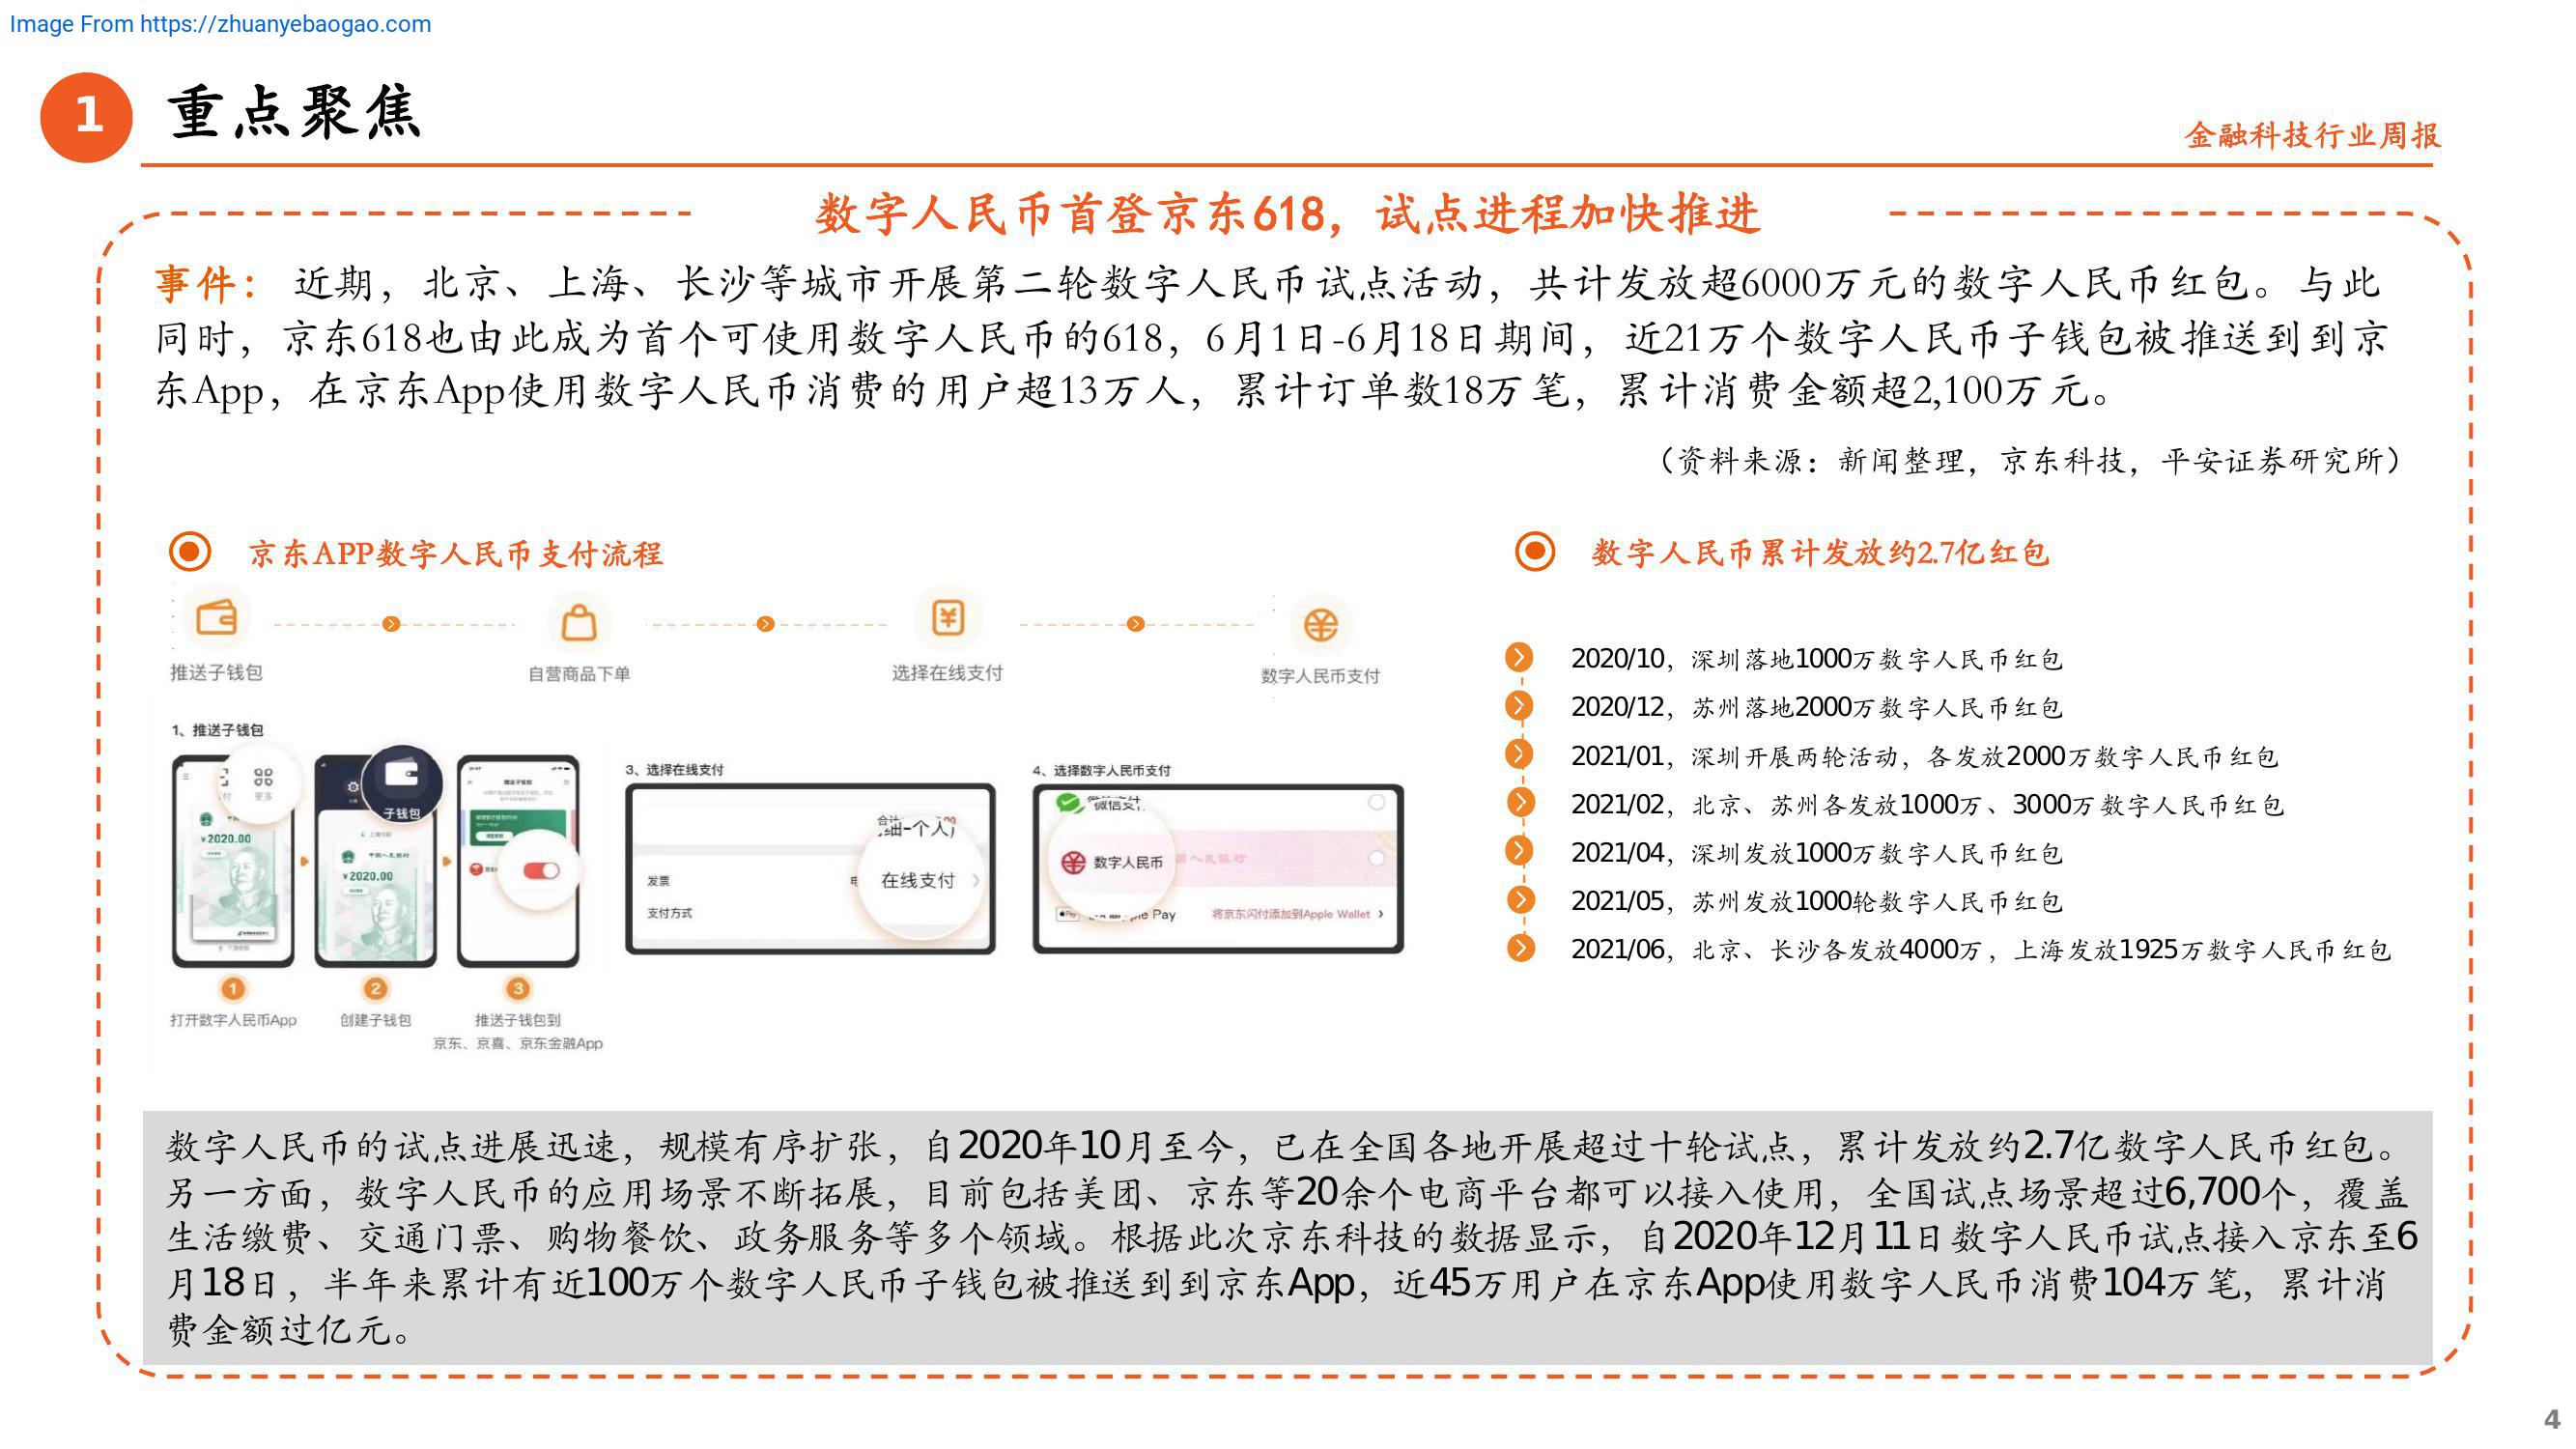 Image From https://zhuanyebaogao.com
1
重点聚焦
金融科技行业周报
数字人民币首登京东618，试点进程加快推进
事件： 近期，北京、上海、长沙等城市开展第二轮数字人民币试点活动，共计发放超6000万元的数字人民币红包。与此
同时，京东618也由此成为首个可使用数字人民币的618，6月1日-6月18日期间，近21万个数字人民币子钱包被推送到到京
东App，在京东App使用数字人民币消费的用户超13万人，累计订单数18万笔，累计消费金额超2,100万元。
（资料来源：新闻整理，京东科技，平安证券研究所）
京东APP数字人民币支付流程
推送子钱包
自营商品下单
选择在线支付
数字人民币支付
1、推送子钱包
付 更多
¥2020.00
子钱包
中国人民银行
¥2020.00
1
2
3
打开数字人民币App
创建子钱包
推送子钱包到
京东、京喜、京东金融App
3、选择在线支付
细-个人)
发票
在线支付
支付方式
4、选择数字人民币支付
微信支付
数字人民币
Pay
将京东闪付添加到Apple Wallet
数字人民币累计发放约2.7亿红包
2020/10，深圳落地1000万数字人民币红包
2020/12，苏州落地2000万数字人民币红包
2021/01，深圳开展两轮活动，各发放2000万数字人民币红包
2021/02，北京、苏州各发放1000万、3000万数字人民币红包
2021/04，深圳发放1000万数字人民币红包
2021/05，苏州发放1000轮数字人民币红包
2021/06，北京、长沙各发放4000万，上海发放1925万数字人民币红包
数字人民币的试点进展迅速，规模有序扩张，自2020年10月至今，已在全国各地开展超过十轮试点，累计发放约2.7亿数字人民币红包。
另一方面，数字人民币的应用场景不断拓展，目前包括美团、京东等20余个电商平台都可以接入使用，全国试点场景超过6,700个，覆盖
生活缴费、交通门票、购物餐饮、政务服务等多个领域。根据此次京东科技的数据显示，自2020年12月11日数字人民币试点接入京东至6
月18日，半年来累计有近100万个数字人民币子钱包被推送到到京东App，近45万用户在京东App使用数字人民币消费104万笔，累计消
费金额过亿元。
4